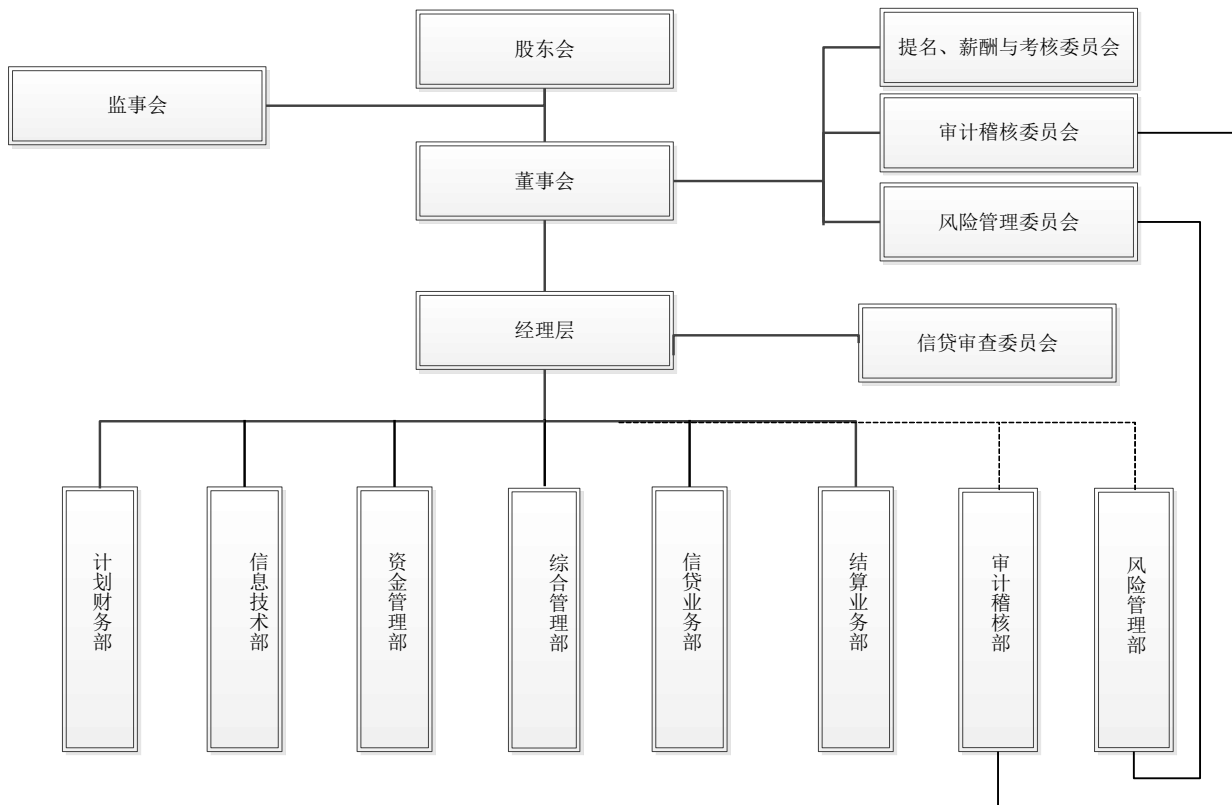 股东会
提名、薪酬与考核委员会
监事会
审计稽核委员会
董事会
风险管理委员会
经理层
信贷审查委员会
计划财务部
信息技术部
资金管理部
综合管理部
信贷业务部
结算业务部
审计稽核部
风险管理部